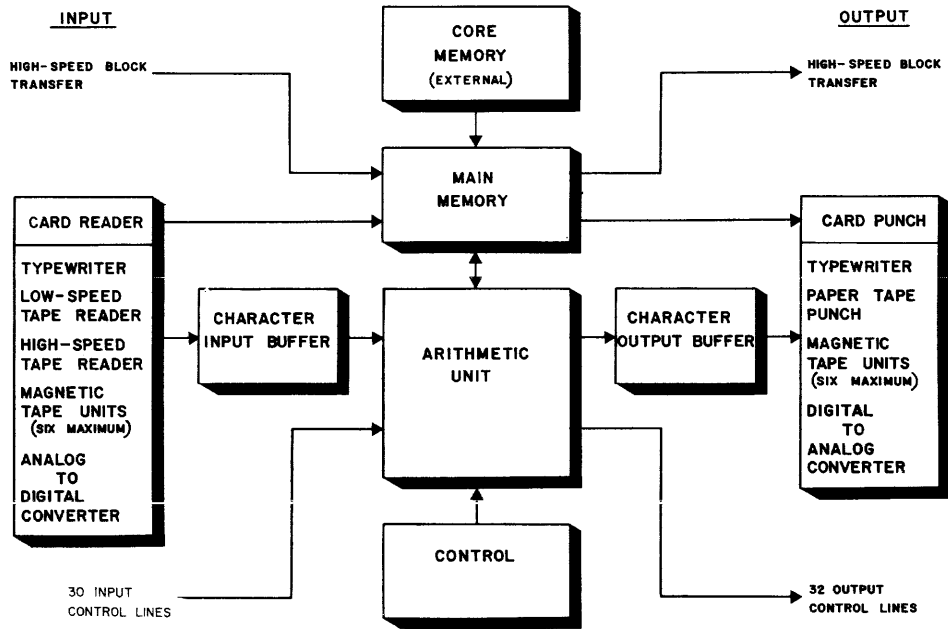 INPUT
HIGH-SPEED BLOCK
TRANSFER
CARD READER
TYPEWRITER
LOW-SPEED
TAPE READER
HIGH-SPEED
TAPE READER
MAGNETIC
TAPE UNITS
(SIX MAXIMUM)
ANALOG
TO
DIGITAL
CONVERTER
30 INPUT
CONTROL LINES
CHARACTER
INPUT BUFFER
CORE
MEMORY
(EXTERNAL)
MAIN
MEMORY
ARITHMETIC
UNIT
CONTROL
CHARACTER
OUTPUT BUFFER
OUTPUT
HIGH-SPEED BLOCK
TRANSFER
CARD PUNCH
TYPEWRITER
PAPER TAPE
PUNCH
MAGNETIC
TAPE UNITS
(SIX MAXIMUM)
DIGITAL
TO
ANALOG
CONVERTER
32 OUTPUT
CONTROL LINES